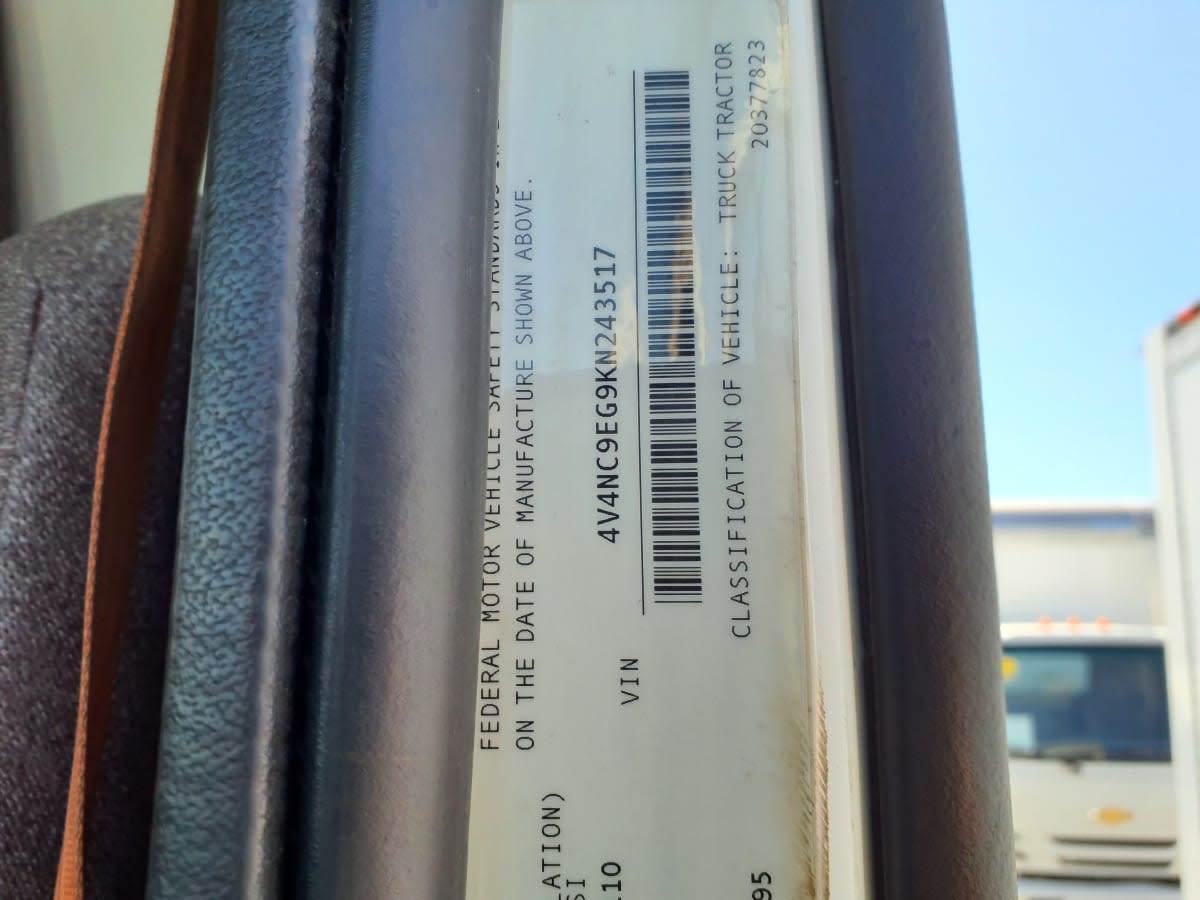 FEDERAL MOTOR VEHICLE SAFETY STANDARDS
ON THE DATE OF MANUFACTURE SHOWN ABOVE.
4V4NC9EG9KN243517
VIN
CLASSIFICATION OF VEHICLE: TRUCK TRACTOR
20377823
ATION)
SI
110
95